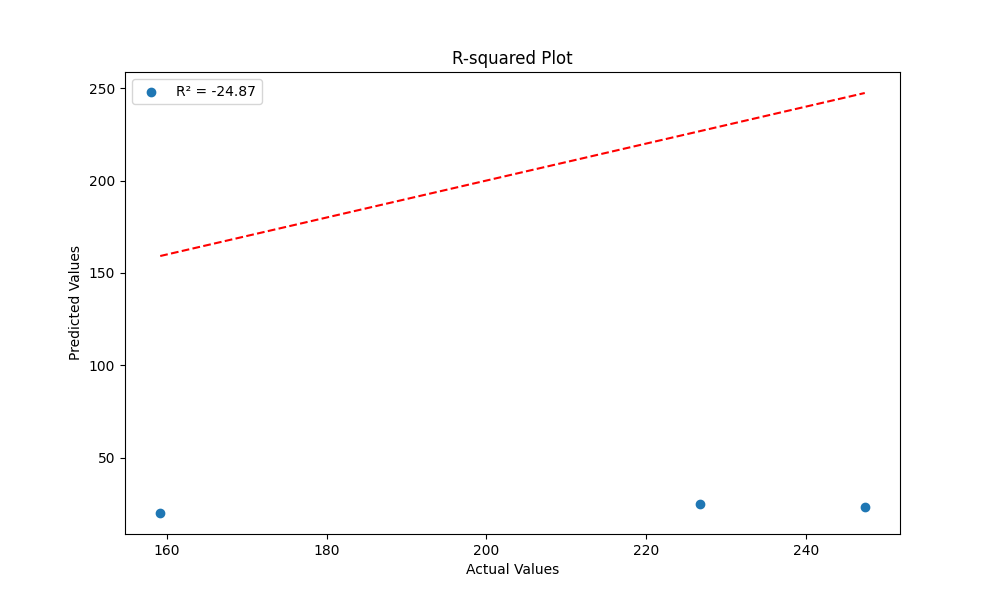 R-squared Plot
R² = -24.87
250
200
150
100
50
Predicted Values
160
180
200
220
240
Actual Values